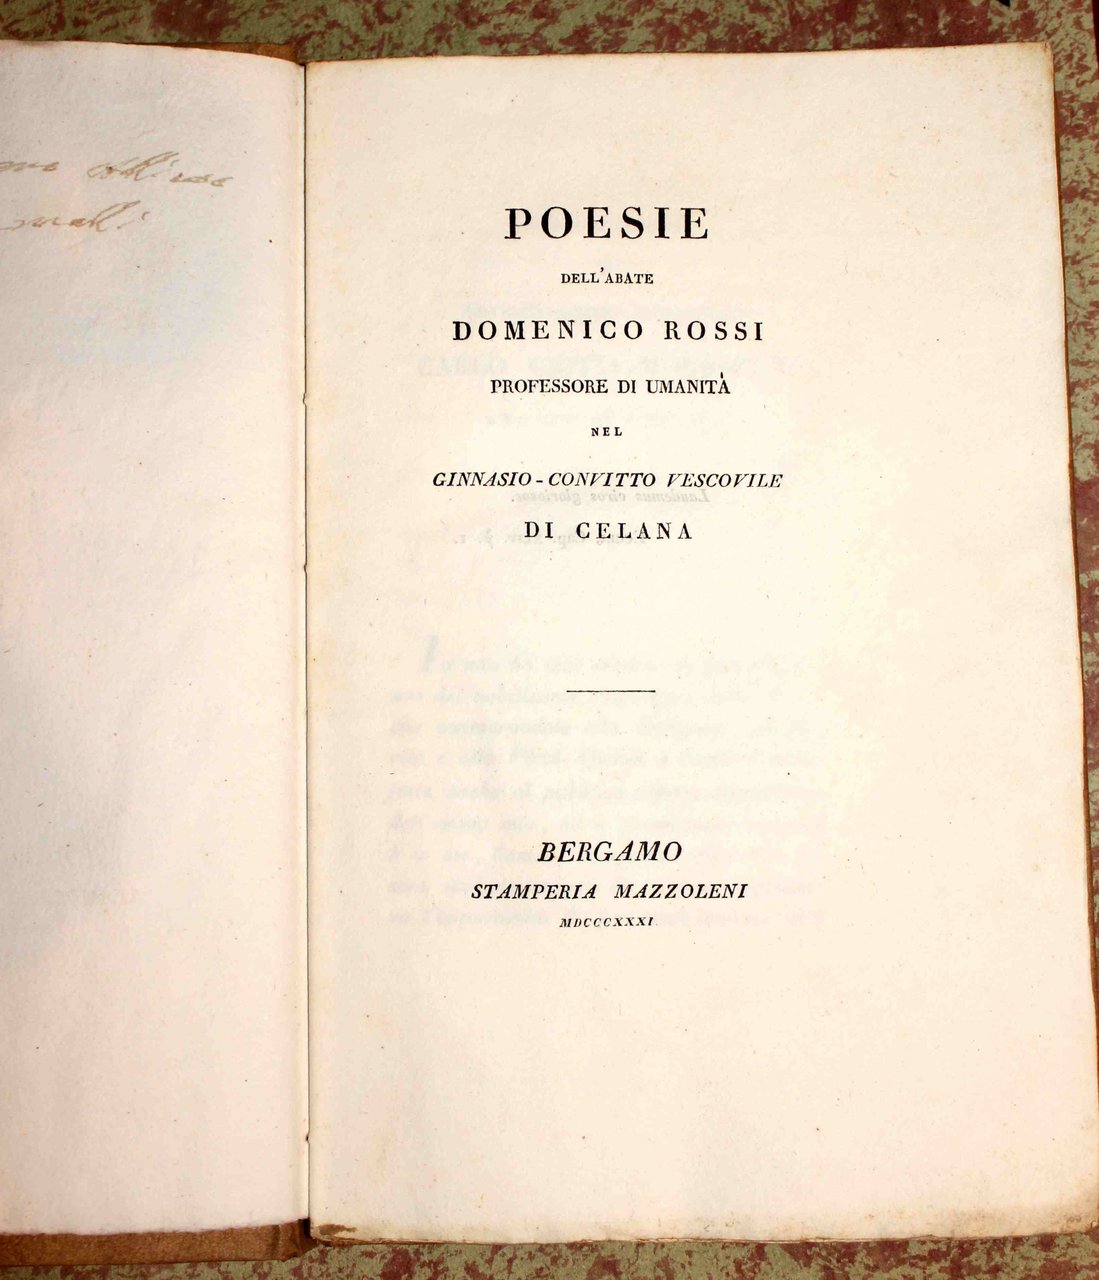 POESIE
DELL'ABATE
DOMENICO ROSSI
PROFESSORE DI UMANITÀ
NEL
GINNASIO-CONVITTO VESCOVILE
DI CELANA
BERGAMO
STAMPERIA MAZZOLENI
MDCCCXXXI